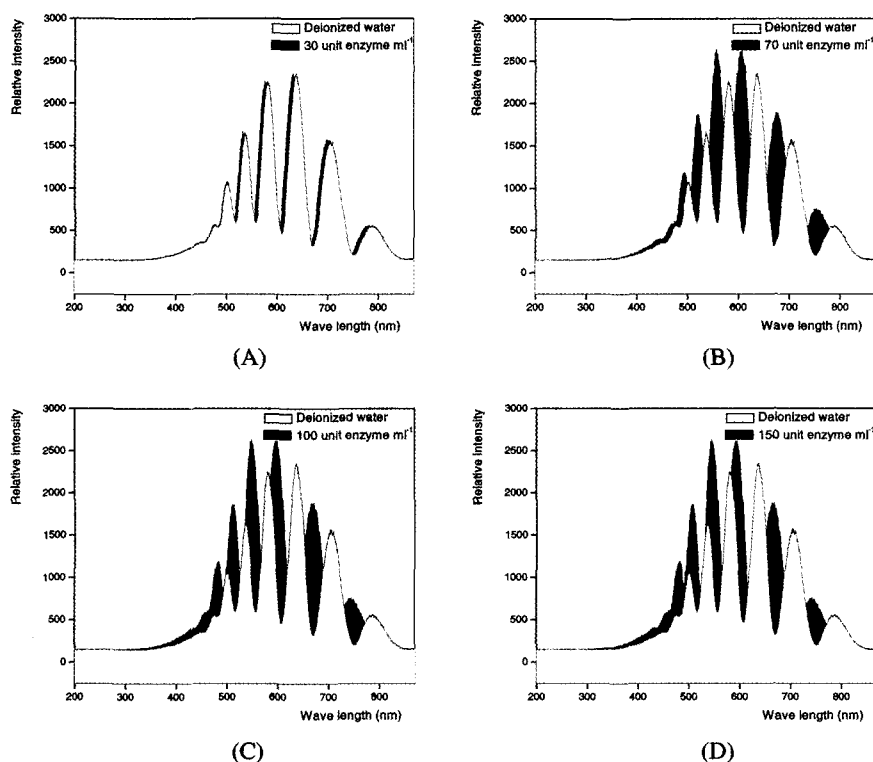 Relative intensity
3000
2500
2000
1500
1000
500
0
Deionized water
30 unit enzyme ml⁻¹
200 300 400 500 600 700 800
Wave length (nm)
(A)
Relative intensity
3000
2500
2000
1500
1000
500
0
Deionized water
70 unit enzyme ml⁻¹
200 300 400 500 600 700 800
Wave length (nm)
(B)
Relative intensity
3000
2500
2000
1500
1000
500
0
Deionized water
100 unit enzyme ml⁻¹
200 300 400 500 600 700 800
Wave length (nm)
(C)
Relative intensity
3000
2500
2000
1500
1000
500
0
Deionized water
150 unit enzyme ml⁻¹
200 300 400 500 600 700 800
Wave length (nm)
(D)